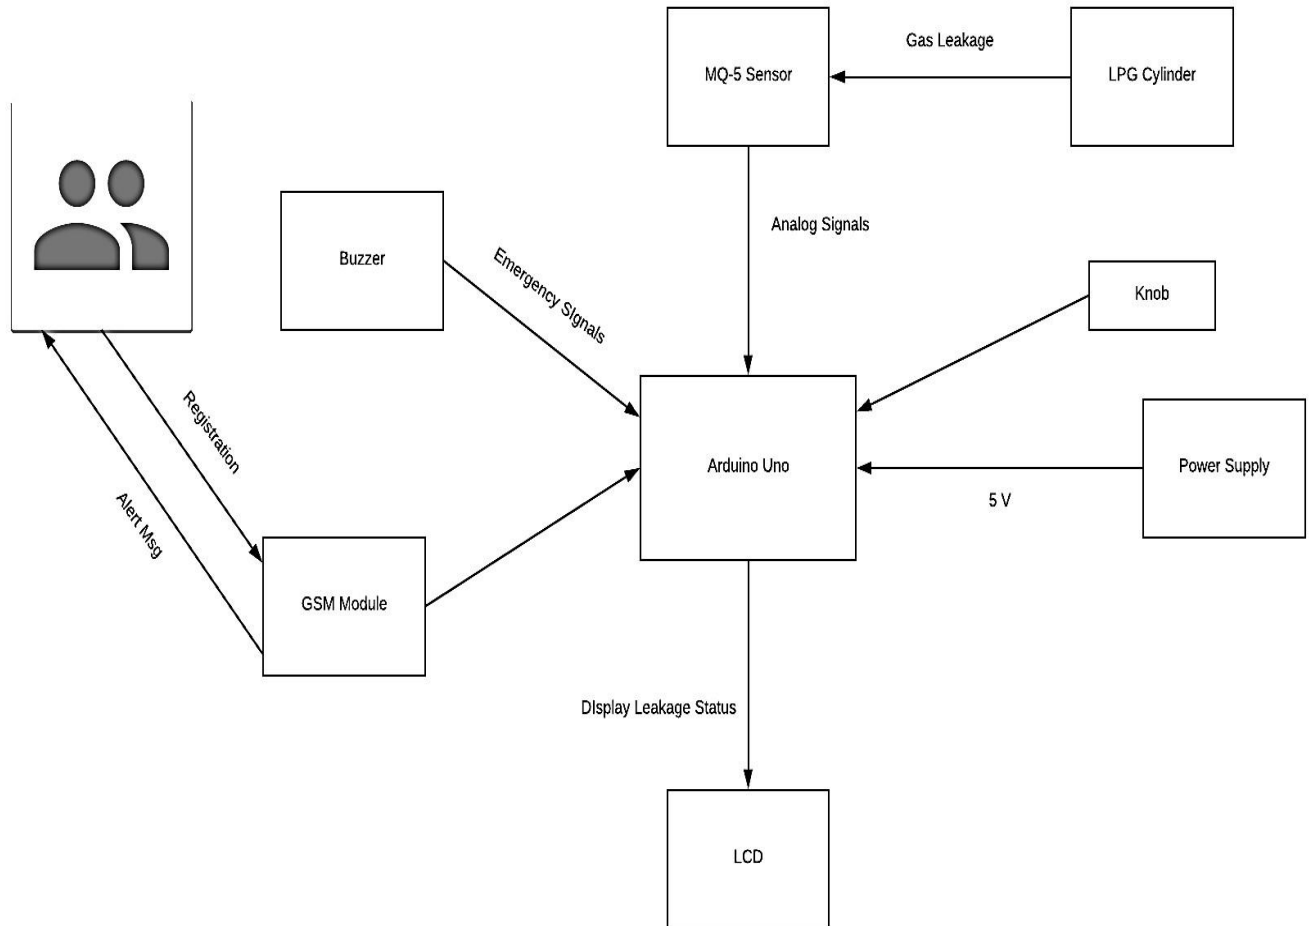 Gas Leakage
MQ-5 Sensor
LPG Cylinder
Analog Signals
Buzzer
Emergency SIgnals
Knob
Registration
Arduino Uno
Power Supply
5 V
Alert Msg
GSM Module
DIsplay Leakage Status
LCD